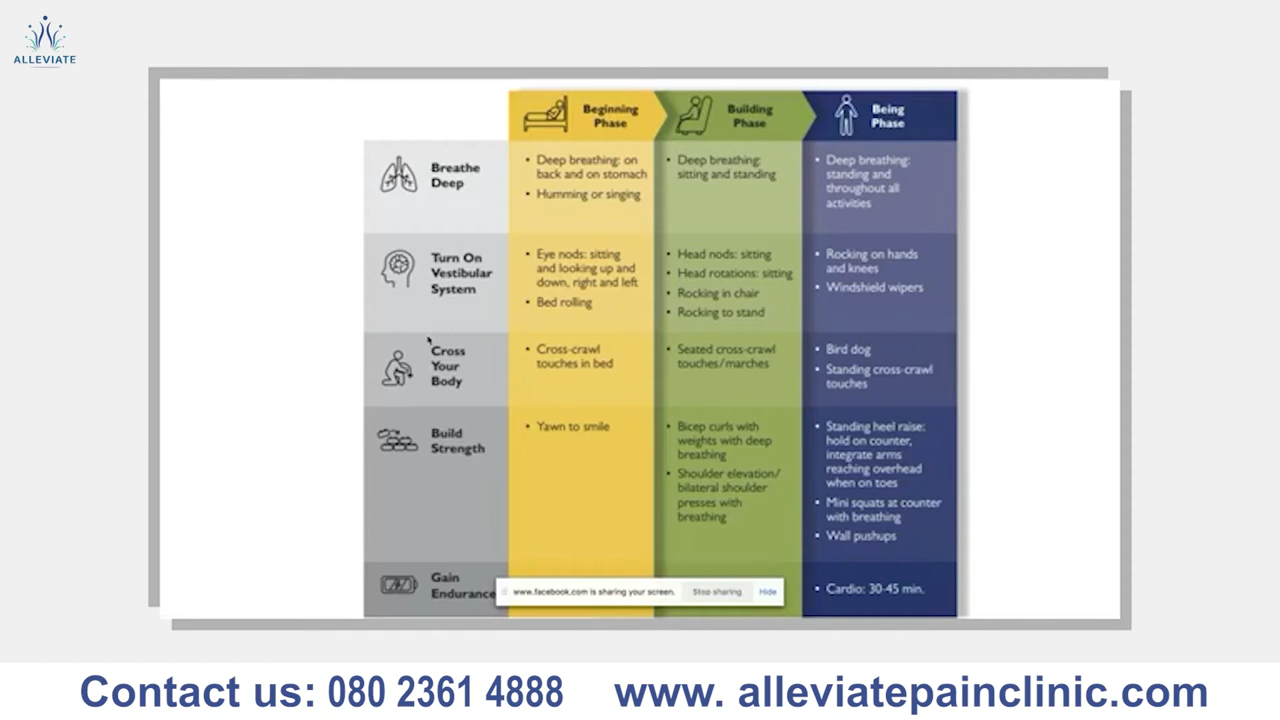 ALLEVIATE
Beginning
Phase
Building
Phase
Being
Phase
Breathe
Deep
• Deep breathing: on
back and on stomach
• Humming or singing
• Deep breathing:
sitting and standing
• Deep breathing:
standing and
throughout all
activities
Turn On
Vestibular
System
• Eye nods: sitting
and looking up and
down, right and left
• Bed rolling
• Head nods: sitting
• Head rotations: sitting
• Rocking in chair
• Rocking to stand
• Rocking on hands
and knees
• Windshield wipers
Cross
Your
Body
• Cross-crawl
touches in bed
• Seated cross-crawl
touches/marches
• Bird dog
• Standing cross-crawl
touches
Build
Strength
• Yawn to smile
• Bicep curls with
weights with deep
breathing
• Shoulder elevation/
bilateral shoulder
presses with
breathing
• Standing heel raise:
hold on counter,
integrate arms
reaching overhead
when on toes
• Mini squats at counter
with breathing
• Wall pushups
Gain
Endurance
www.facebook.com is sharing your screen.
Stop sharing
Hide
• Cardio: 30-45 min.
Contact us: 080 2361 4888
www. alleviatepainclinic.com